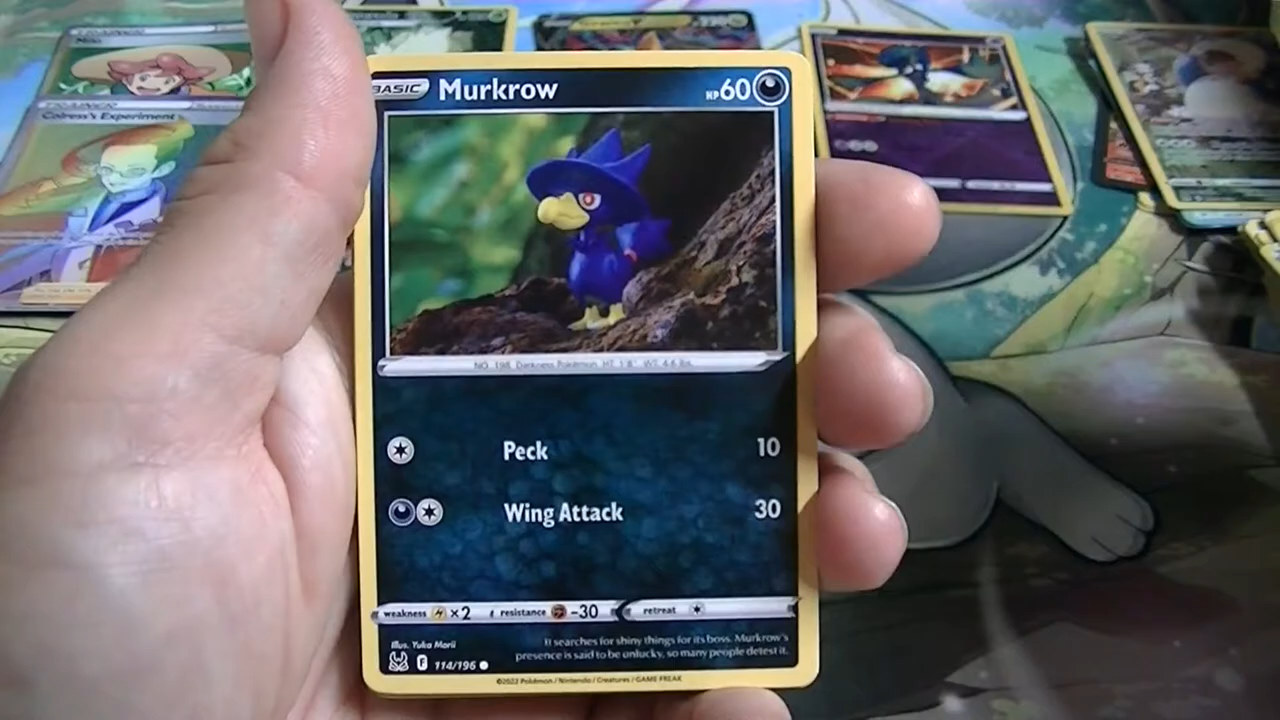 TRAINER
TRAINER
Colress's Experiment
BASIC Murkrow HP 60
NO. 198 Darkness Pokémon HT: 1'8" WT: 4.6 lbs.
Peck 10
Wing Attack 30
weakness ×2 resistance -30 retreat
Illus. Yuka Morii
It searches for shiny things for its boss. Murkrow's
presence is said to be unlucky, so many people detest it.
F 114/196
©2022 Pokémon / Nintendo / Creatures / GAME FREAK